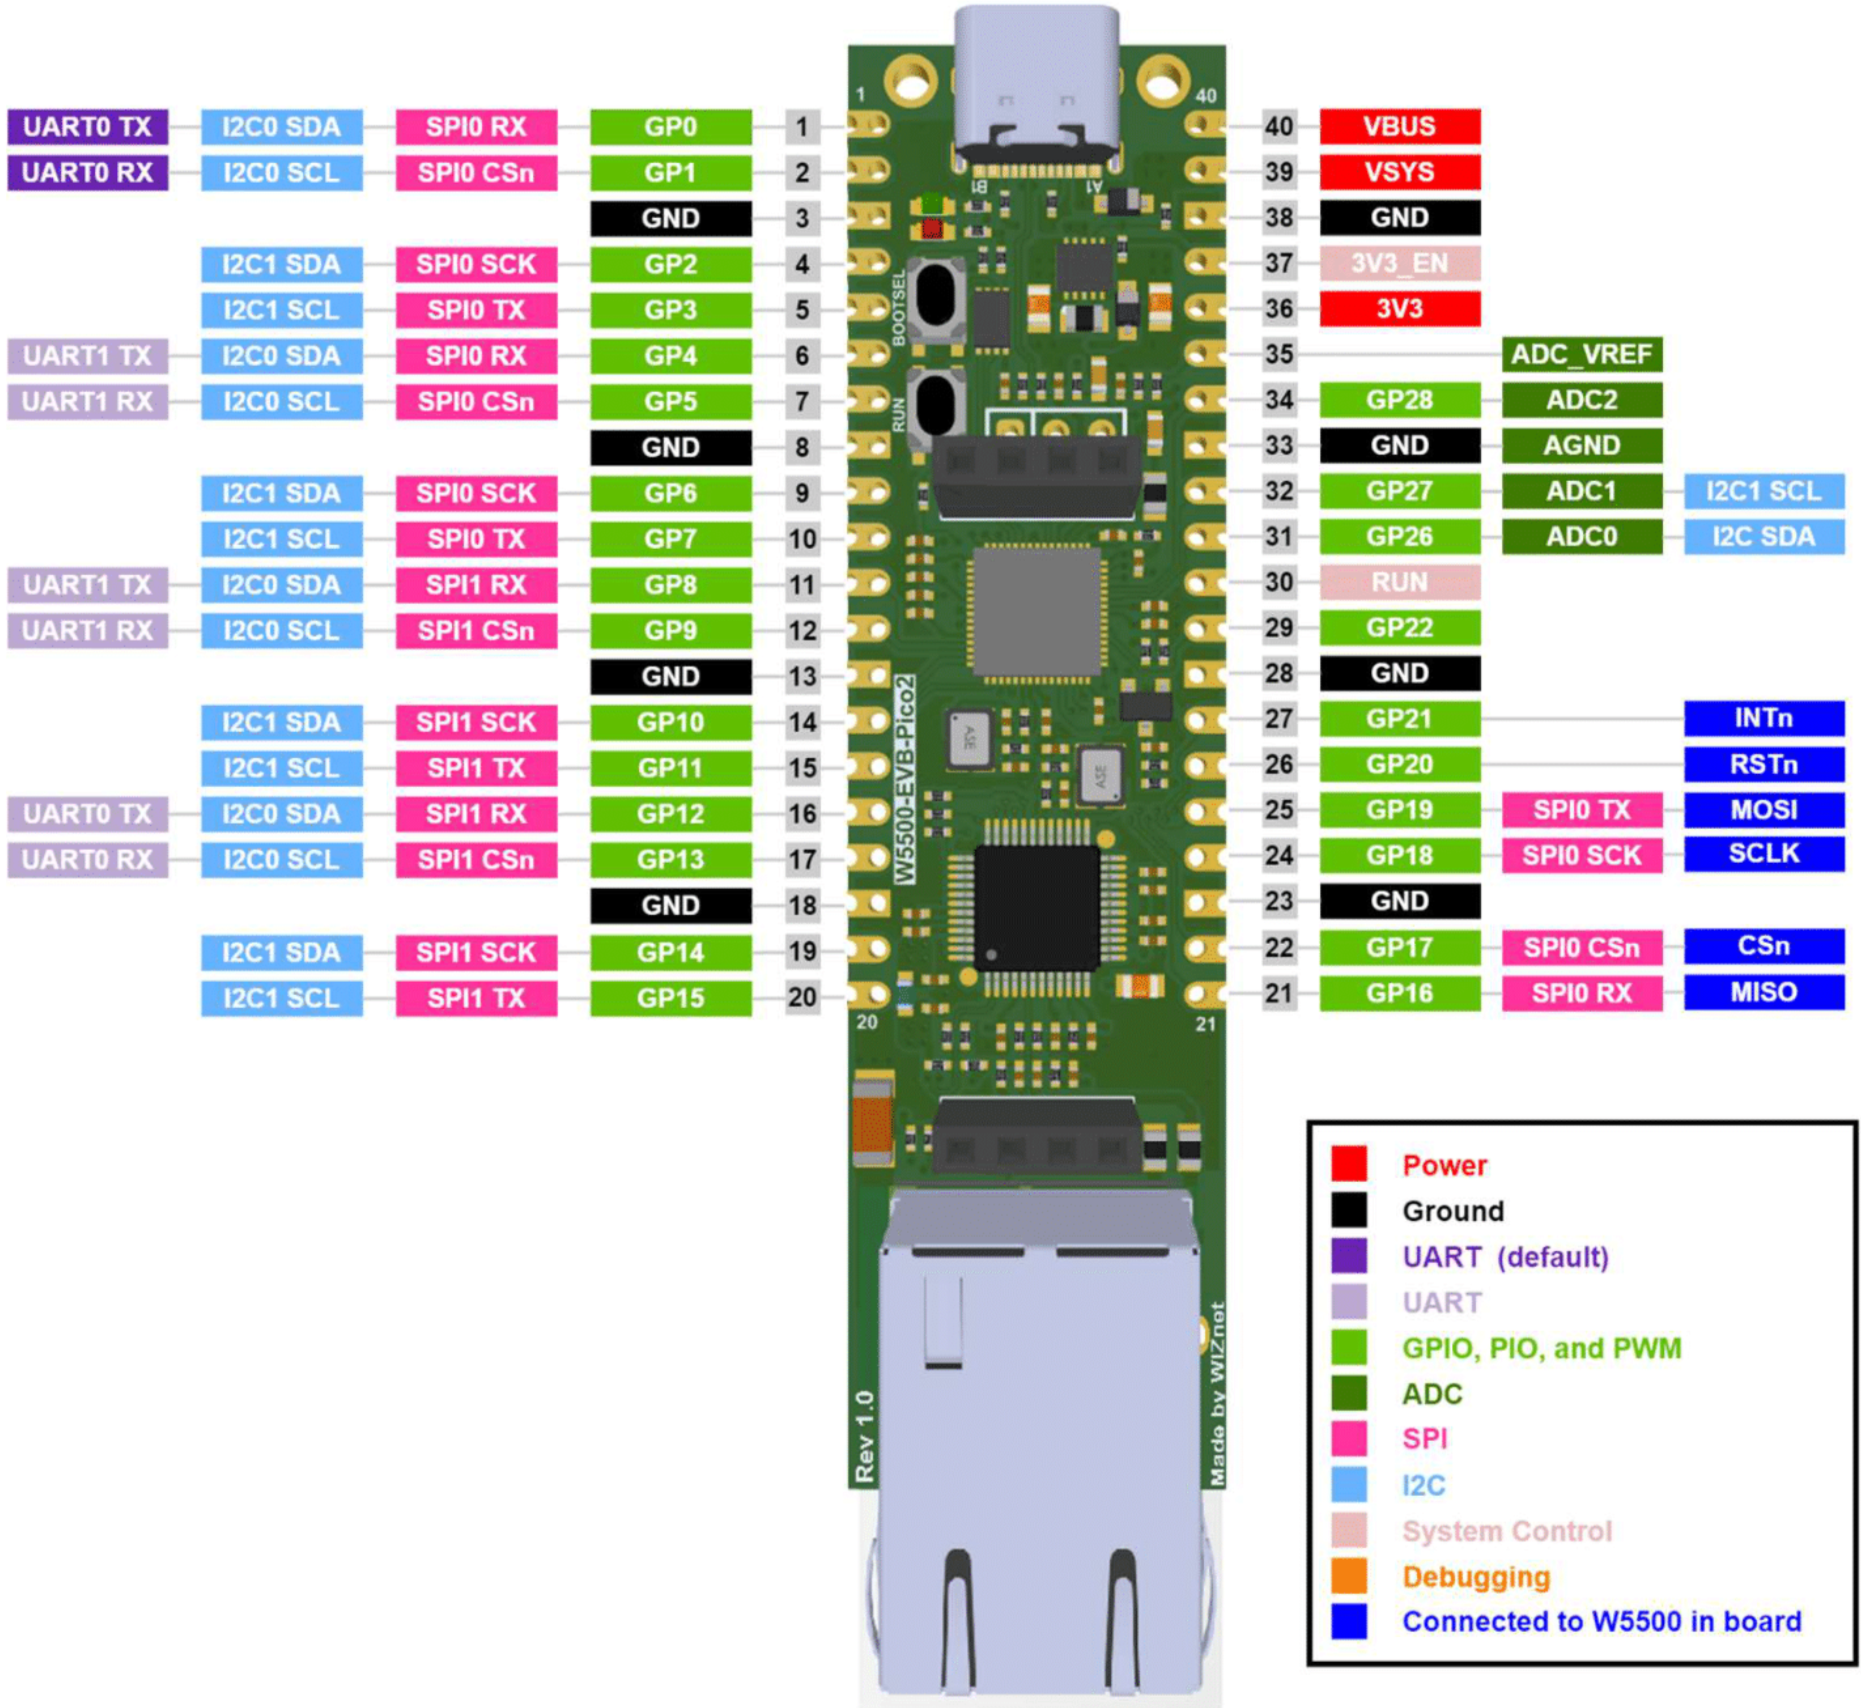 1 40
UART0 TX I2C0 SDA SPI0 RX GP0 1 40 VBUS
UART0 RX I2C0 SCL SPI0 CSn GP1 2 39 VSYS
B1 A1
GND 3 38 GND
I2C1 SDA SPI0 SCK GP2 4 37 3V3_EN
I2C1 SCL SPI0 TX GP3 5 36 3V3
BOOTSEL
UART1 TX I2C0 SDA SPI0 RX GP4 6 35 ADC_VREF
UART1 RX I2C0 SCL SPI0 CSn GP5 7 34 GP28 ADC2
RUN
GND 8 33 GND AGND
I2C1 SDA SPI0 SCK GP6 9 32 GP27 ADC1 I2C1 SCL
I2C1 SCL SPI0 TX GP7 10 31 GP26 ADC0 I2C SDA
UART1 TX I2C0 SDA SPI1 RX GP8 11 30 RUN
UART1 RX I2C0 SCL SPI1 CSn GP9 12 29 GP22
GND 13 28 GND
I2C1 SDA SPI1 SCK GP10 14 27 GP21 INTn
ASE
I2C1 SCL SPI1 TX GP11 15 26 GP20 RSTn
ASE
W5500-EVB-Pico2
UART0 TX I2C0 SDA SPI1 RX GP12 16 25 GP19 SPI0 TX MOSI
UART0 RX I2C0 SCL SPI1 CSn GP13 17 24 GP18 SPI0 SCK SCLK
GND 18 23 GND
I2C1 SDA SPI1 SCK GP14 19 22 GP17 SPI0 CSn CSn
I2C1 SCL SPI1 TX GP15 20 21 GP16 SPI0 RX MISO
20 21
Rev 1.0
Made by WIZnet
Power
Ground
UART (default)
UART
GPIO, PIO, and PWM
ADC
SPI
I2C
System Control
Debugging
Connected to W5500 in board